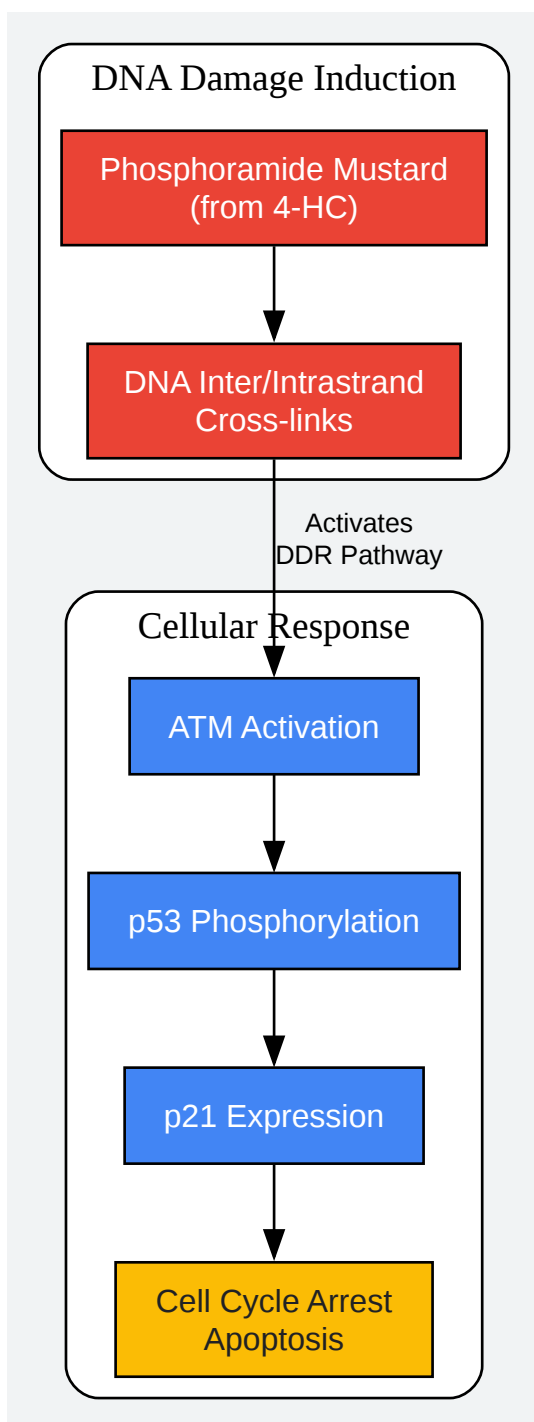 DNA Damage Induction
Phosphoramide Mustard
(from 4-HC)
DNA Inter/Intrastrand
Cross-links
Activates
DDR Pathway
Cellular Response
ATM Activation
p53 Phosphorylation
p21 Expression
Cell Cycle Arrest
Apoptosis